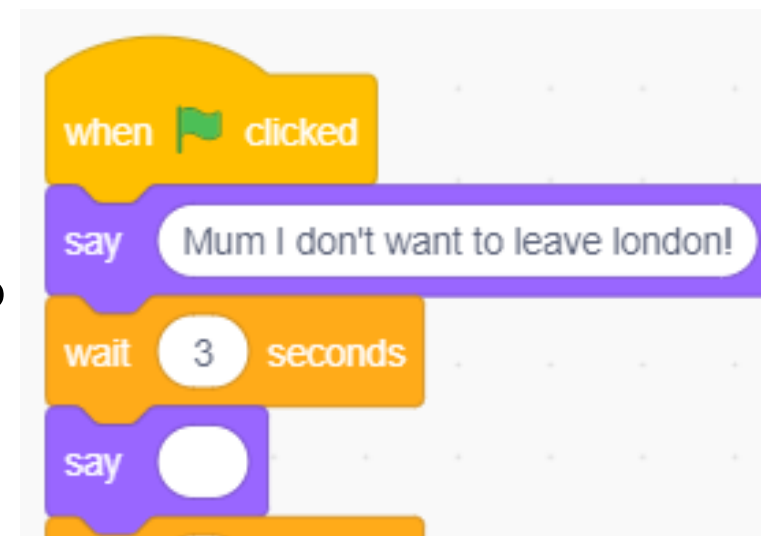 when clicked
say Mum I don't want to leave london!
wait 3 seconds
say